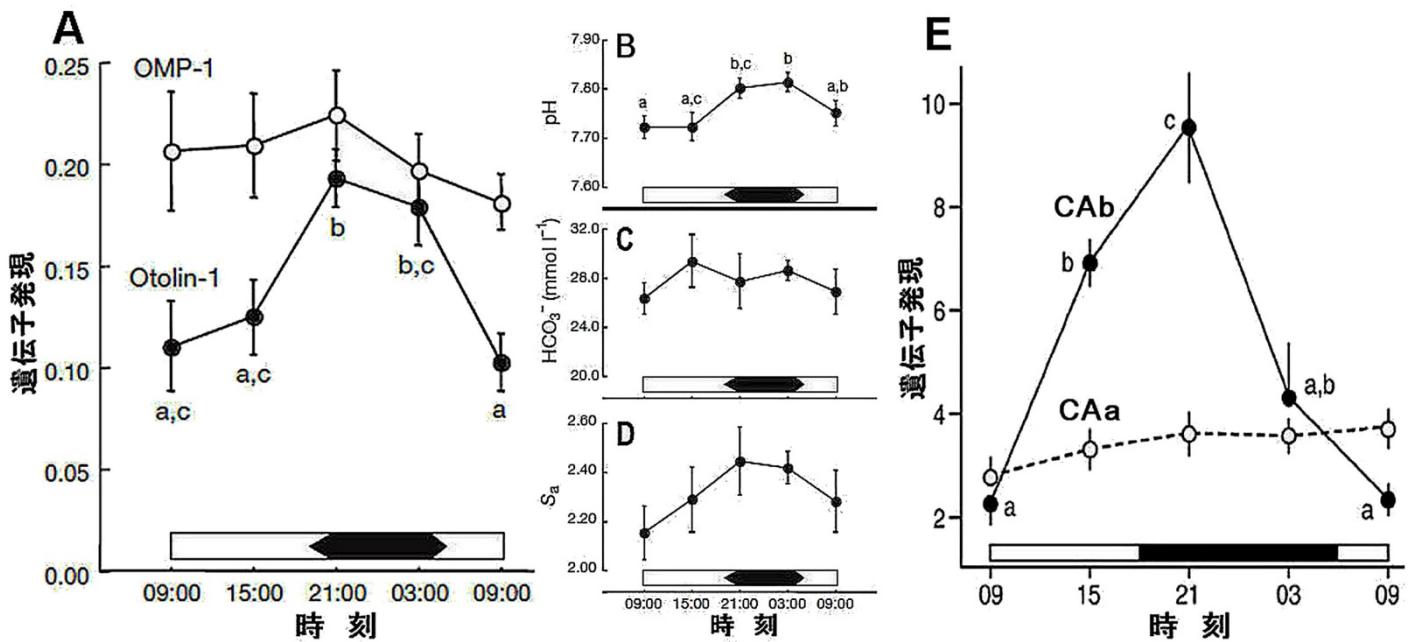 A
OMP-1
Otolin-1
0.25
0.20
0.15
0.10
0.05
0.00
遺伝子発現
a,c
a,c
b
b,c
a
09:00 15:00 21:00 03:00 09:00
時 刻
B
7.90
7.80
7.70
7.60
pH
a
a,c
b,c
b
a,b
C
32.0
28.0
24.0
20.0
HCO₃⁻ (mmol l⁻¹)
D
2.60
2.40
2.20
2.00
Sₐ
09:00 15:00 21:00 03:00 09:00
時 刻
E
10
8
6
4
2
遺伝子発現
CAb
CAa
a
b
c
a,b
a
09 15 21 03 09
時 刻